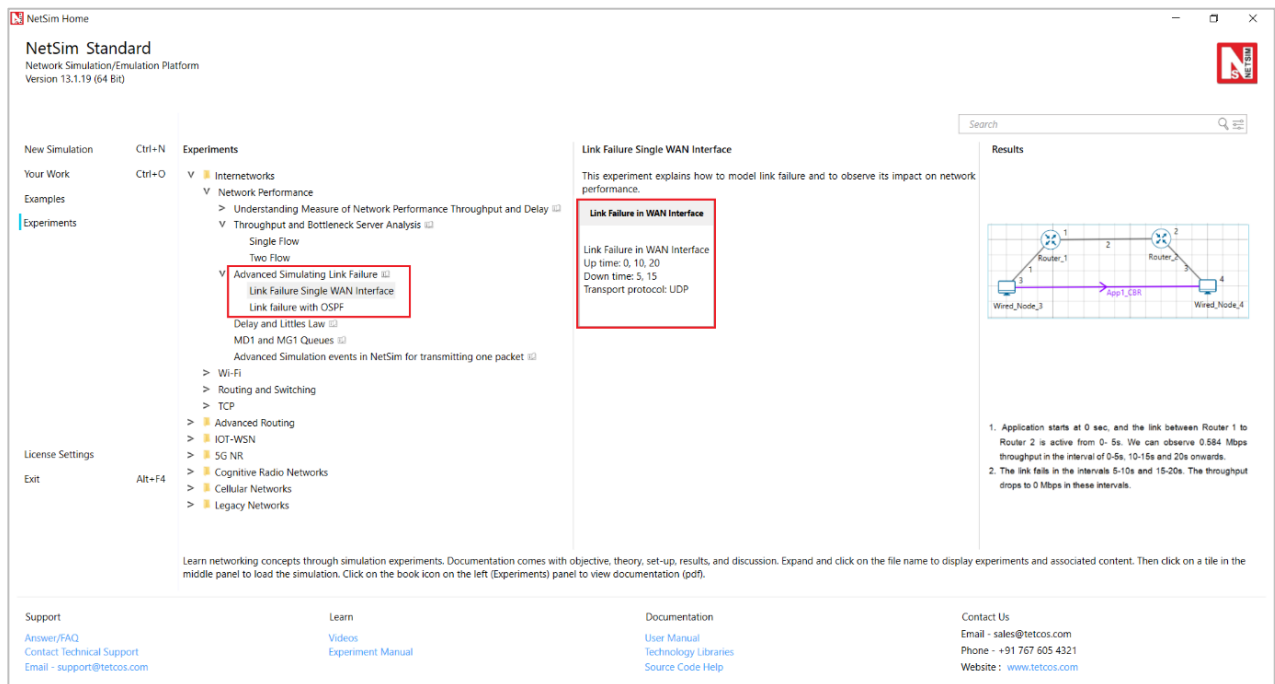 NetSim Home
NetSim Standard
Network Simulation/Emulation Platform
Version 13.1.19 (64 Bit)
NETSIM
Search
New Simulation Ctrl+N
Your Work Ctrl+O
Examples
Experiments
License Settings
Exit Alt+F4
Experiments
Internetworks
Network Performance
Understanding Measure of Network Performance Throughput and Delay
Throughput and Bottleneck Server Analysis
Single Flow
Two Flow
Advanced Simulating Link Failure
Link Failure Single WAN Interface
Link failure with OSPF
Delay and Littles Law
MD1 and MG1 Queues
Advanced Simulation events in NetSim for transmitting one packet
Wi-Fi
Routing and Switching
TCP
Advanced Routing
IOT-WSN
5G NR
Cognitive Radio Networks
Cellular Networks
Legacy Networks
Link Failure Single WAN Interface
This experiment explains how to model link failure and to observe its impact on network
performance.
Link Failure in WAN Interface
Link Failure in WAN Interface
Up time: 0, 10, 20
Down time: 5, 15
Transport protocol: UDP
Results
1
2
2
Router_1
Router_2
1
3
3
4
App1_CBR
Wired_Node_3
Wired_Node_4
1. Application starts at 0 sec, and the link between Router 1 to
Router 2 is active from 0- 5s. We can observe 0.584 Mbps
throughput in the interval of 0-5s, 10-15s and 20s onwards.
2. The link fails in the intervals 5-10s and 15-20s. The throughput
drops to 0 Mbps in these intervals.
Learn networking concepts through simulation experiments. Documentation comes with objective, theory, set-up, results, and discussion. Expand and click on the file name to display experiments and associated content. Then click on a tile in the
middle panel to load the simulation. Click on the book icon on the left (Experiments) panel to view documentation (pdf).
Support
Answer/FAQ
Contact Technical Support
Email - support@tetcos.com
Learn
Videos
Experiment Manual
Documentation
User Manual
Technology Libraries
Source Code Help
Contact Us
Email - sales@tetcos.com
Phone - +91 767 605 4321
Website : www.tetcos.com